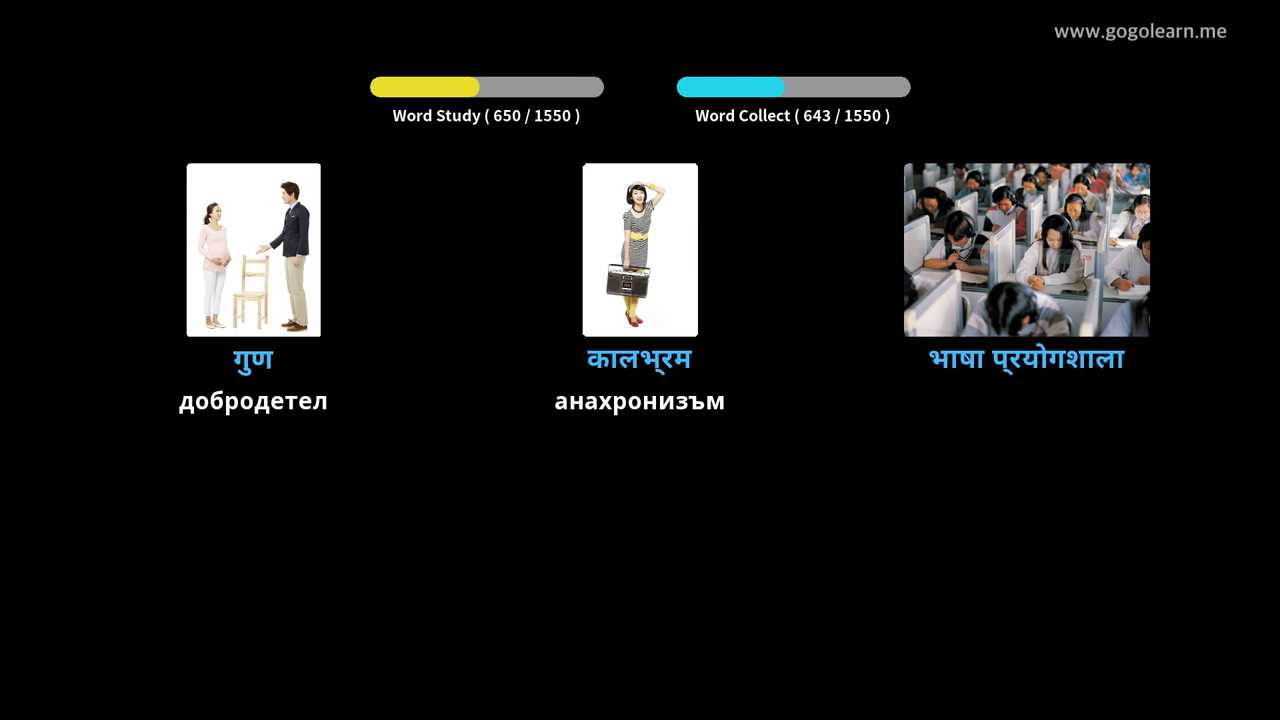 www.gogolearn.me
Word Study ( 650 / 1550 )
Word Collect ( 643 / 1550 )
गुण
कालभ्रम
भाषा प्रयोगशाला
добродетел
анахронизъм